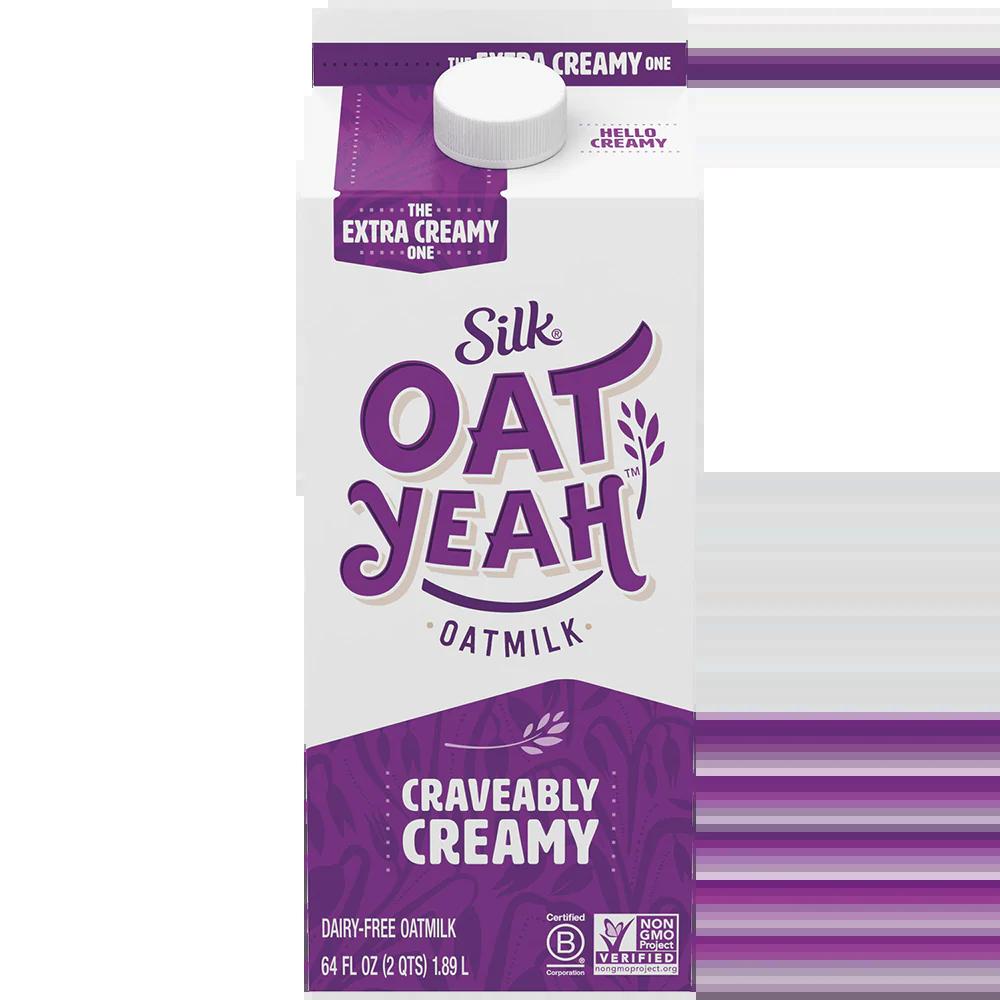 THE EXTRA CREAMY ONE
HELLO
CREAMY
THE
EXTRA CREAMY
ONE
Silk®
OAT
YEAH™
OATMILK
CRAVEABLY
CREAMY
DAIRY-FREE OATMILK
64 FL OZ (2 QTS) 1.89 L
Certified
B®
Corporation
NON
GMO
Project
VERIFIED
nongmoproject.org